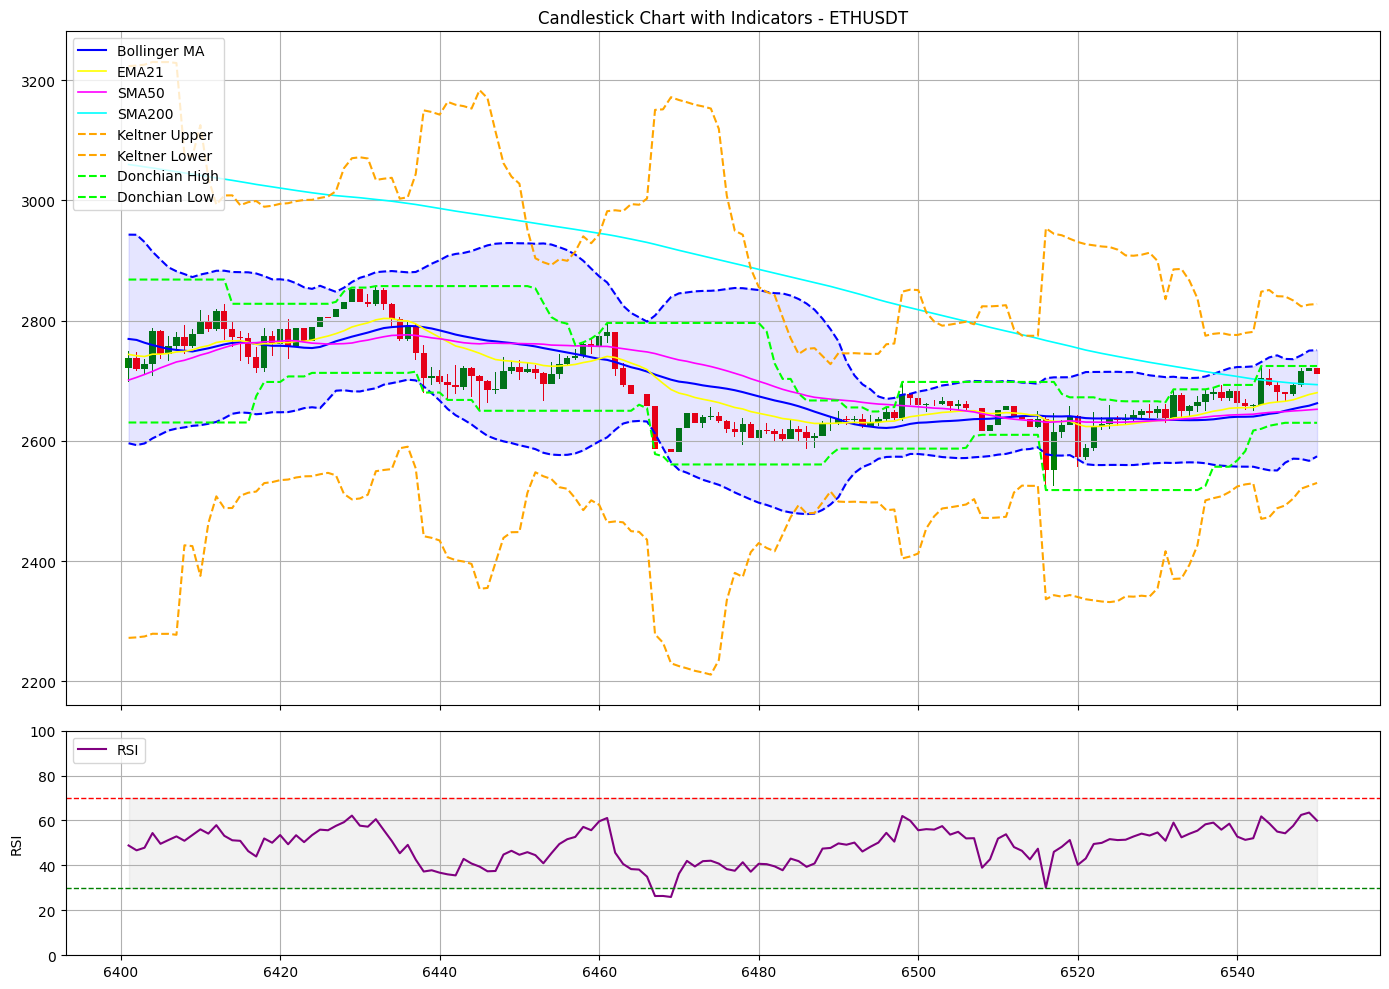 Candlestick Chart with Indicators - ETHUSDT
Bollinger MA
EMA21
SMA50
SMA200
Keltner Upper
Keltner Lower
Donchian High
Donchian Low
3200
3000
2800
2600
2400
2200
RSI
100
80
60
40
20
0
RSI
6400
6420
6440
6460
6480
6500
6520
6540